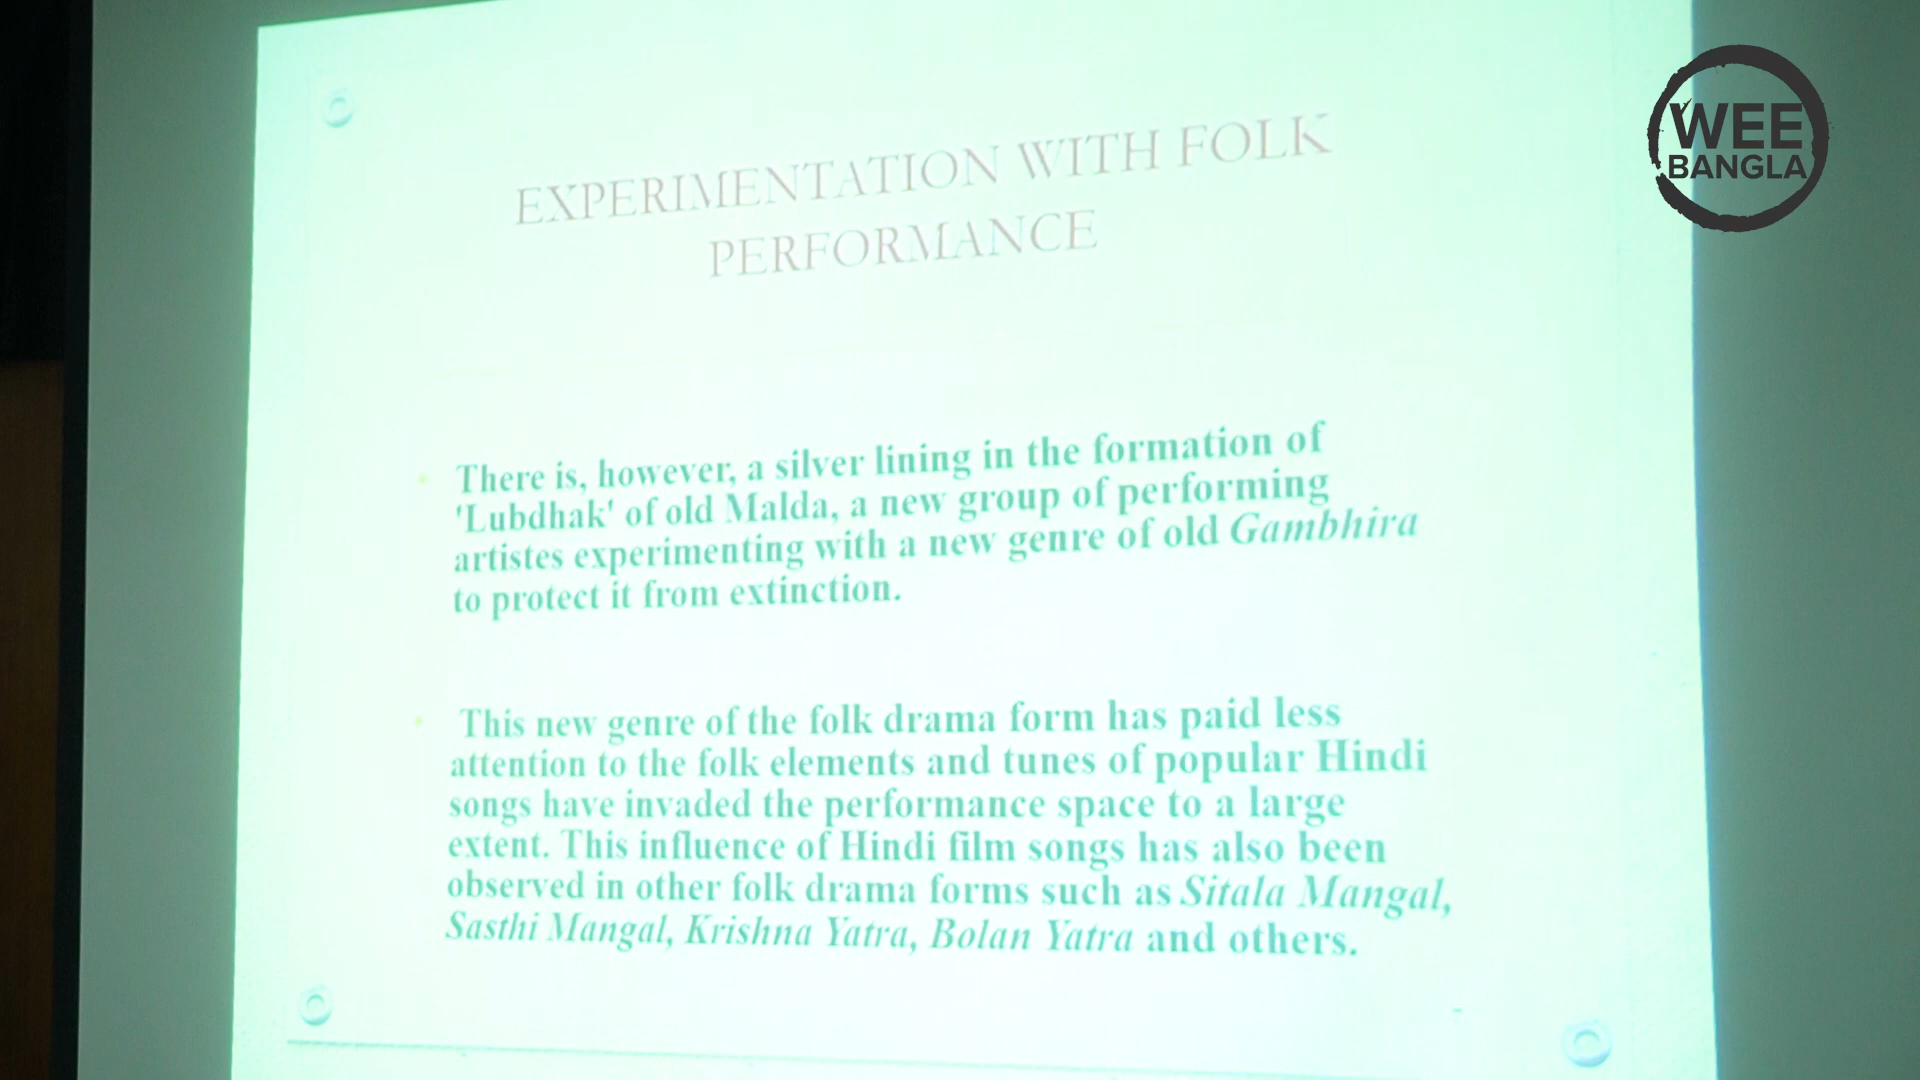 WEE
BANGLA
EXPERIMENTATION WITH FOLK
PERFORMANCE
There is, however, a silver lining in the formation of
'Lubdhak' of old Malda, a new group of performing
artistes experimenting with a new genre of old Gambhira
to protect it from extinction.
This new genre of the folk drama form has paid less
attention to the folk elements and tunes of popular Hindi
songs have invaded the performance space to a large
extent. This influence of Hindi film songs has also been
observed in other folk drama forms such as Sitala Mangal,
Sasthi Mangal, Krishna Yatra, Bolan Yatra and others.